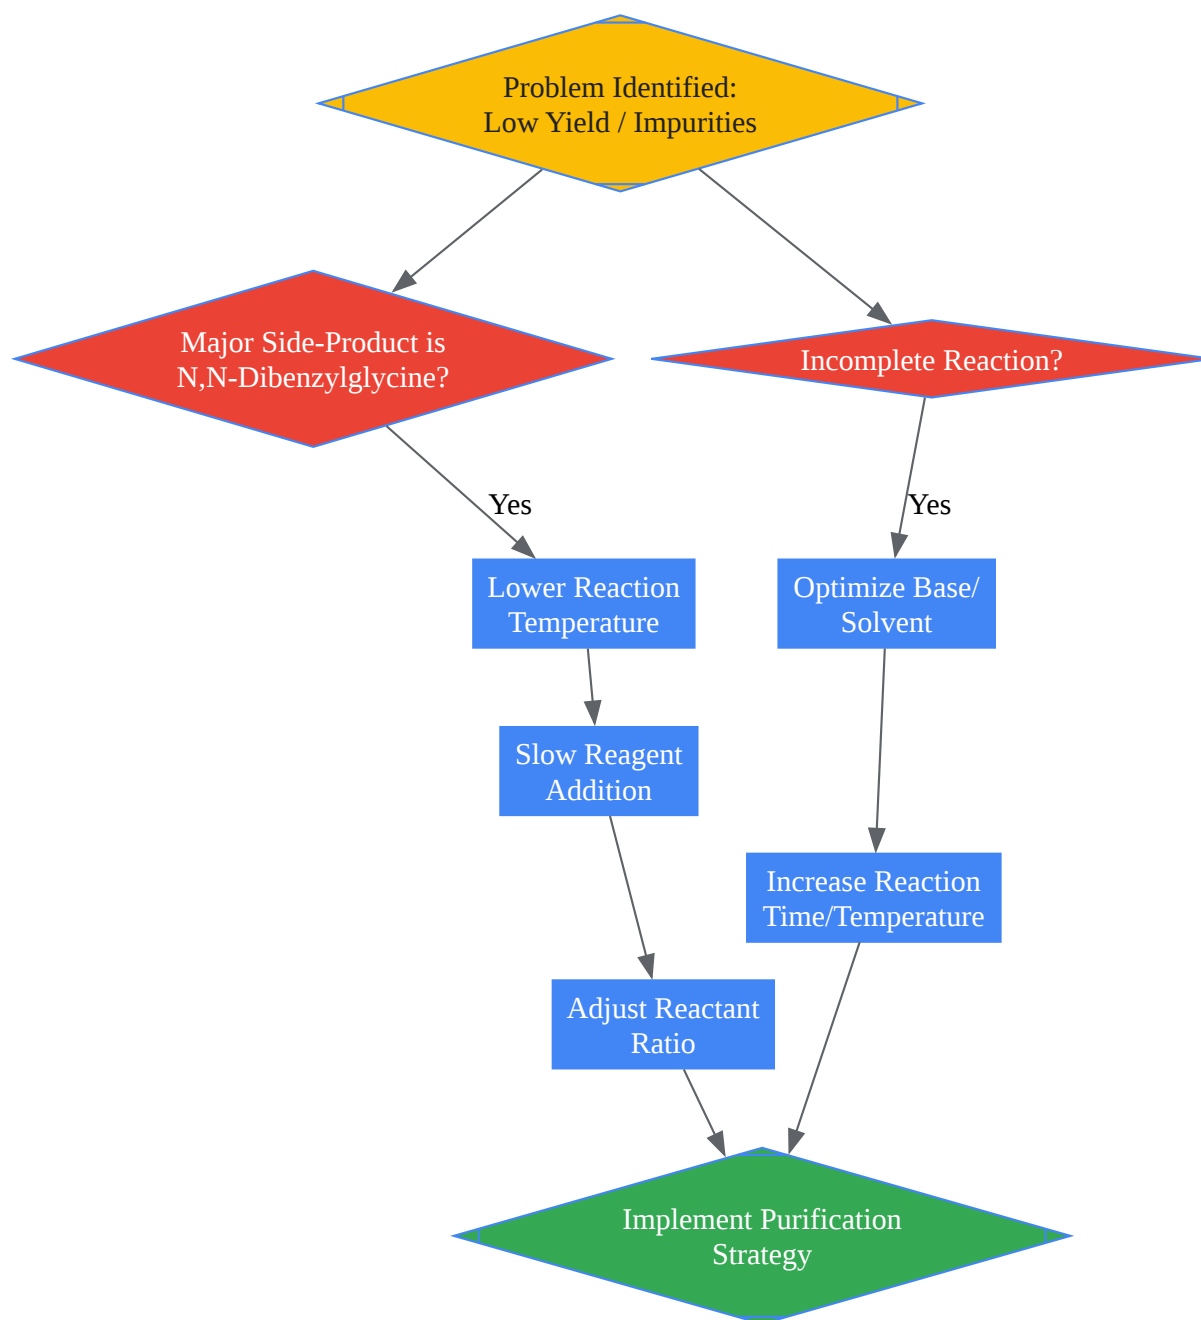 Problem Identified:
Low Yield / Impurities
Major Side-Product is
N,N-Dibenzylglycine?
Incomplete Reaction?
Yes
Yes
Lower Reaction
Temperature
Optimize Base/
Solvent
Slow Reagent
Addition
Increase Reaction
Time/Temperature
Adjust Reactant
Ratio
Implement Purification
Strategy